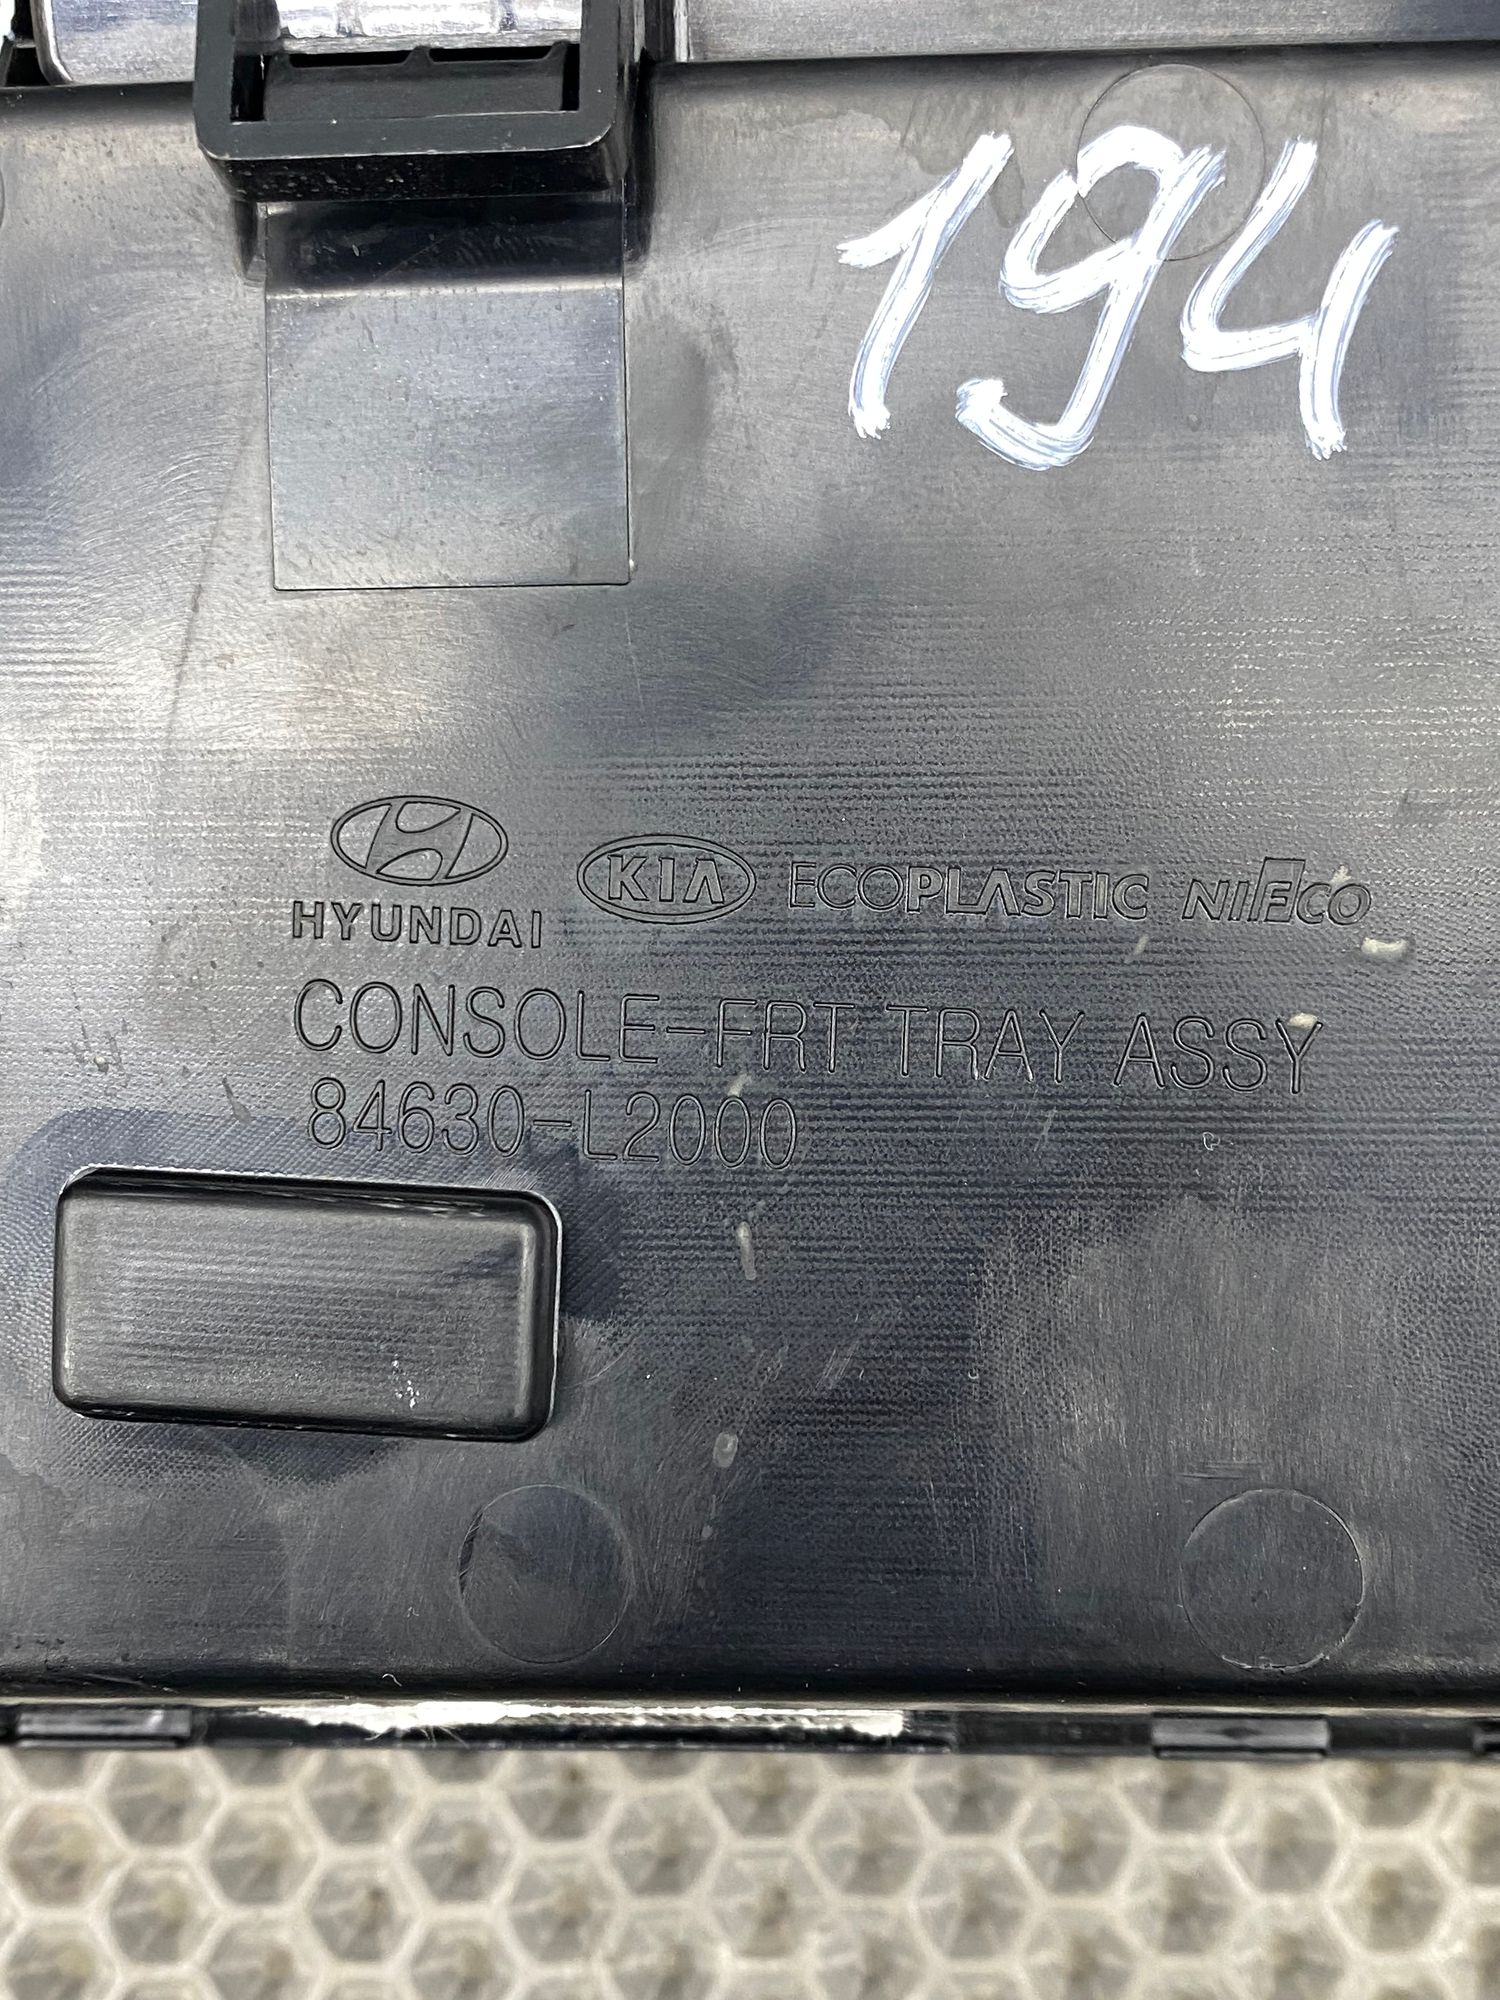 194
HYUNDAI KIA ECOPLASTIC NIFCO
CONSOLE-FRT TRAY ASSY
84630-L2000